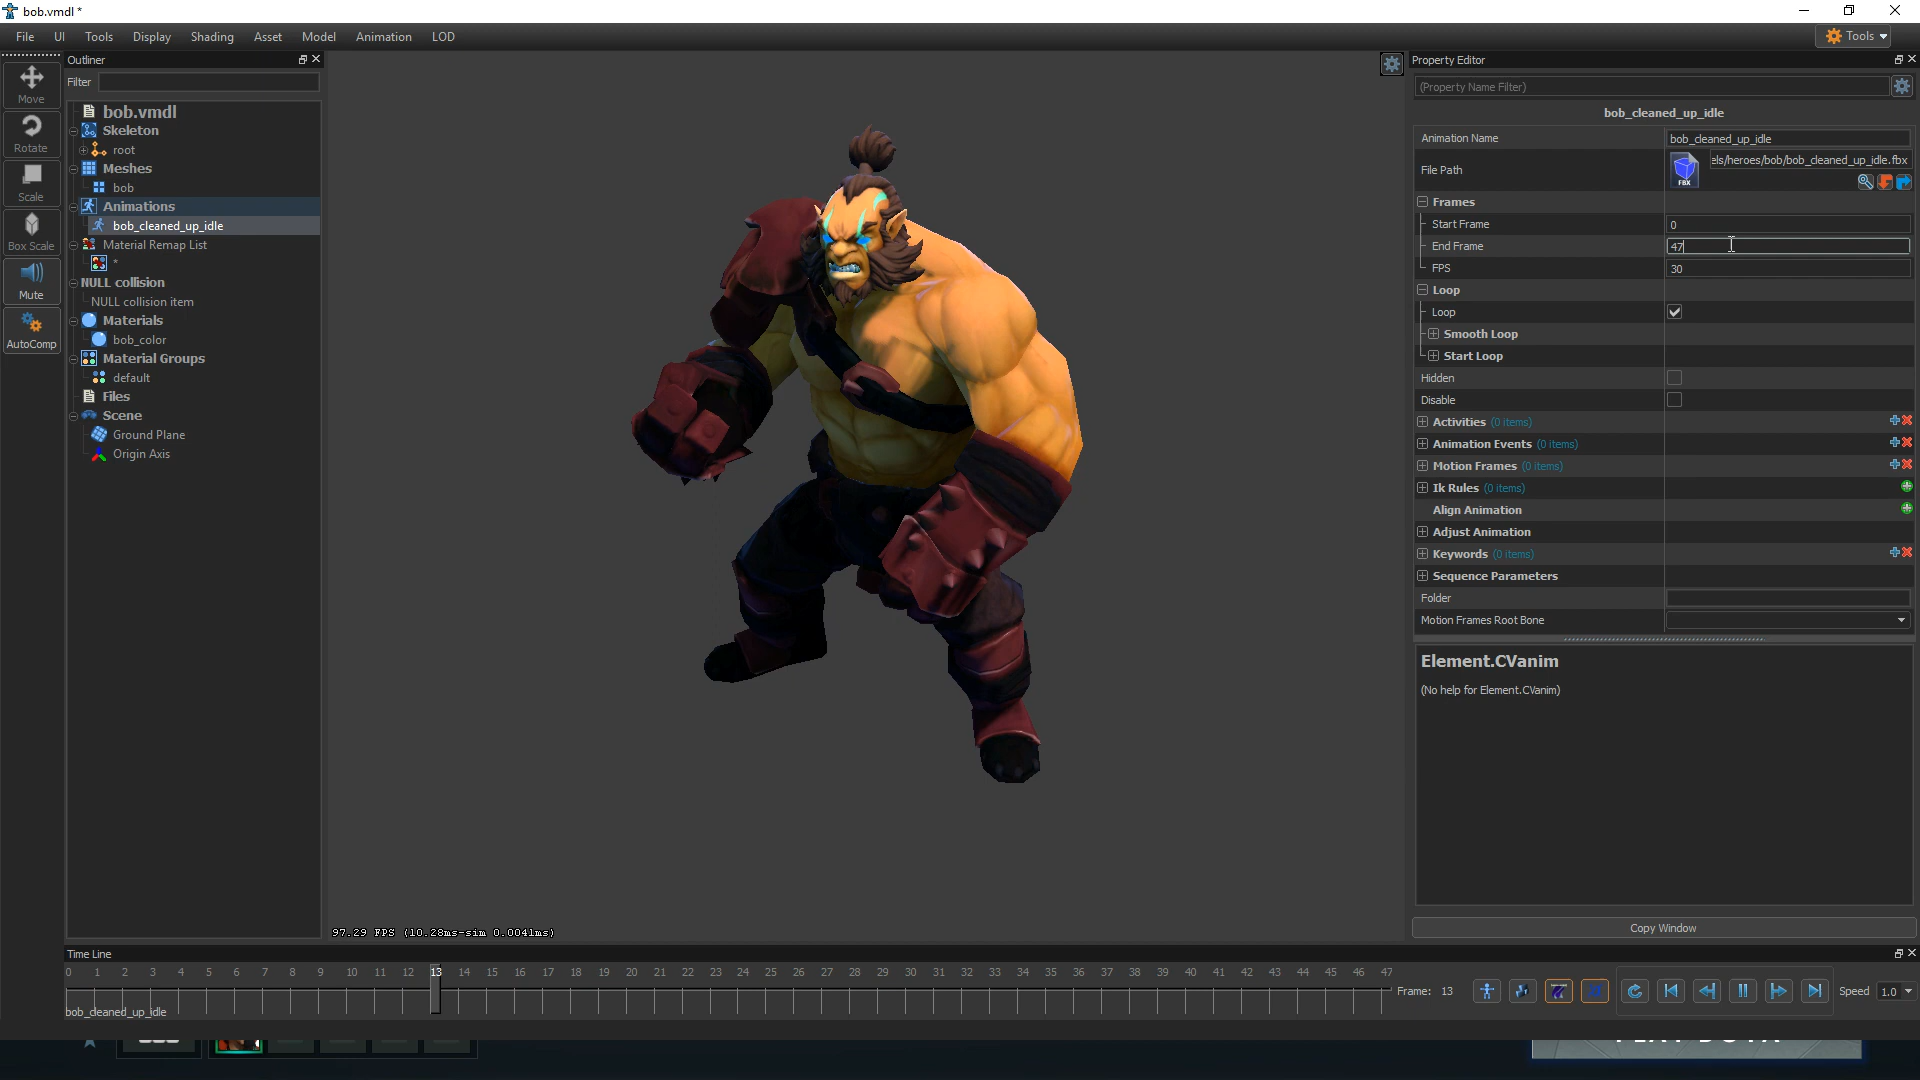 bob.vmdl *
File UI Tools Display Shading Asset Model Animation LOD
Tools
Move
Rotate
Scale
Box Scale
Mute
AutoComp
Outliner
Filter
bob.vmdl
Skeleton
root
Meshes
bob
Animations
bob_cleaned_up_idle
Material Remap List
*
NULL collision
NULL collision item
Materials
bob_color
Material Groups
default
Files
Scene
Ground Plane
Origin Axis
97.29 FPS (10.28ms-sim 0.0041ms)
Property Editor
(Property Name Filter)
bob_cleaned_up_idle
Animation Name bob_cleaned_up_idle
File Path FBX els/heroes/bob/bob_cleaned_up_idle.fbx
Frames
Start Frame 0
End Frame 47
FPS 30
Loop
Loop
Smooth Loop
Start Loop
Hidden
Disable
Activities (0 items)
Animation Events (0 items)
Motion Frames (0 items)
Ik Rules (0 items)
Align Animation
Adjust Animation
Keywords (0 items)
Sequence Parameters
Folder
Motion Frames Root Bone
Element.CVanim
(No help for Element.CVanim)
Copy Window
Time Line
0 1 2 3 4 5 6 7 8 9 10 11 12 13 14 15 16 17 18 19 20 21 22 23 24 25 26 27 28 29 30 31 32 33 34 35 36 37 38 39 40 41 42 43 44 45 46 47
Frame: 13
Speed 1.0
bob_cleaned_up_idle
PLAY DOTA